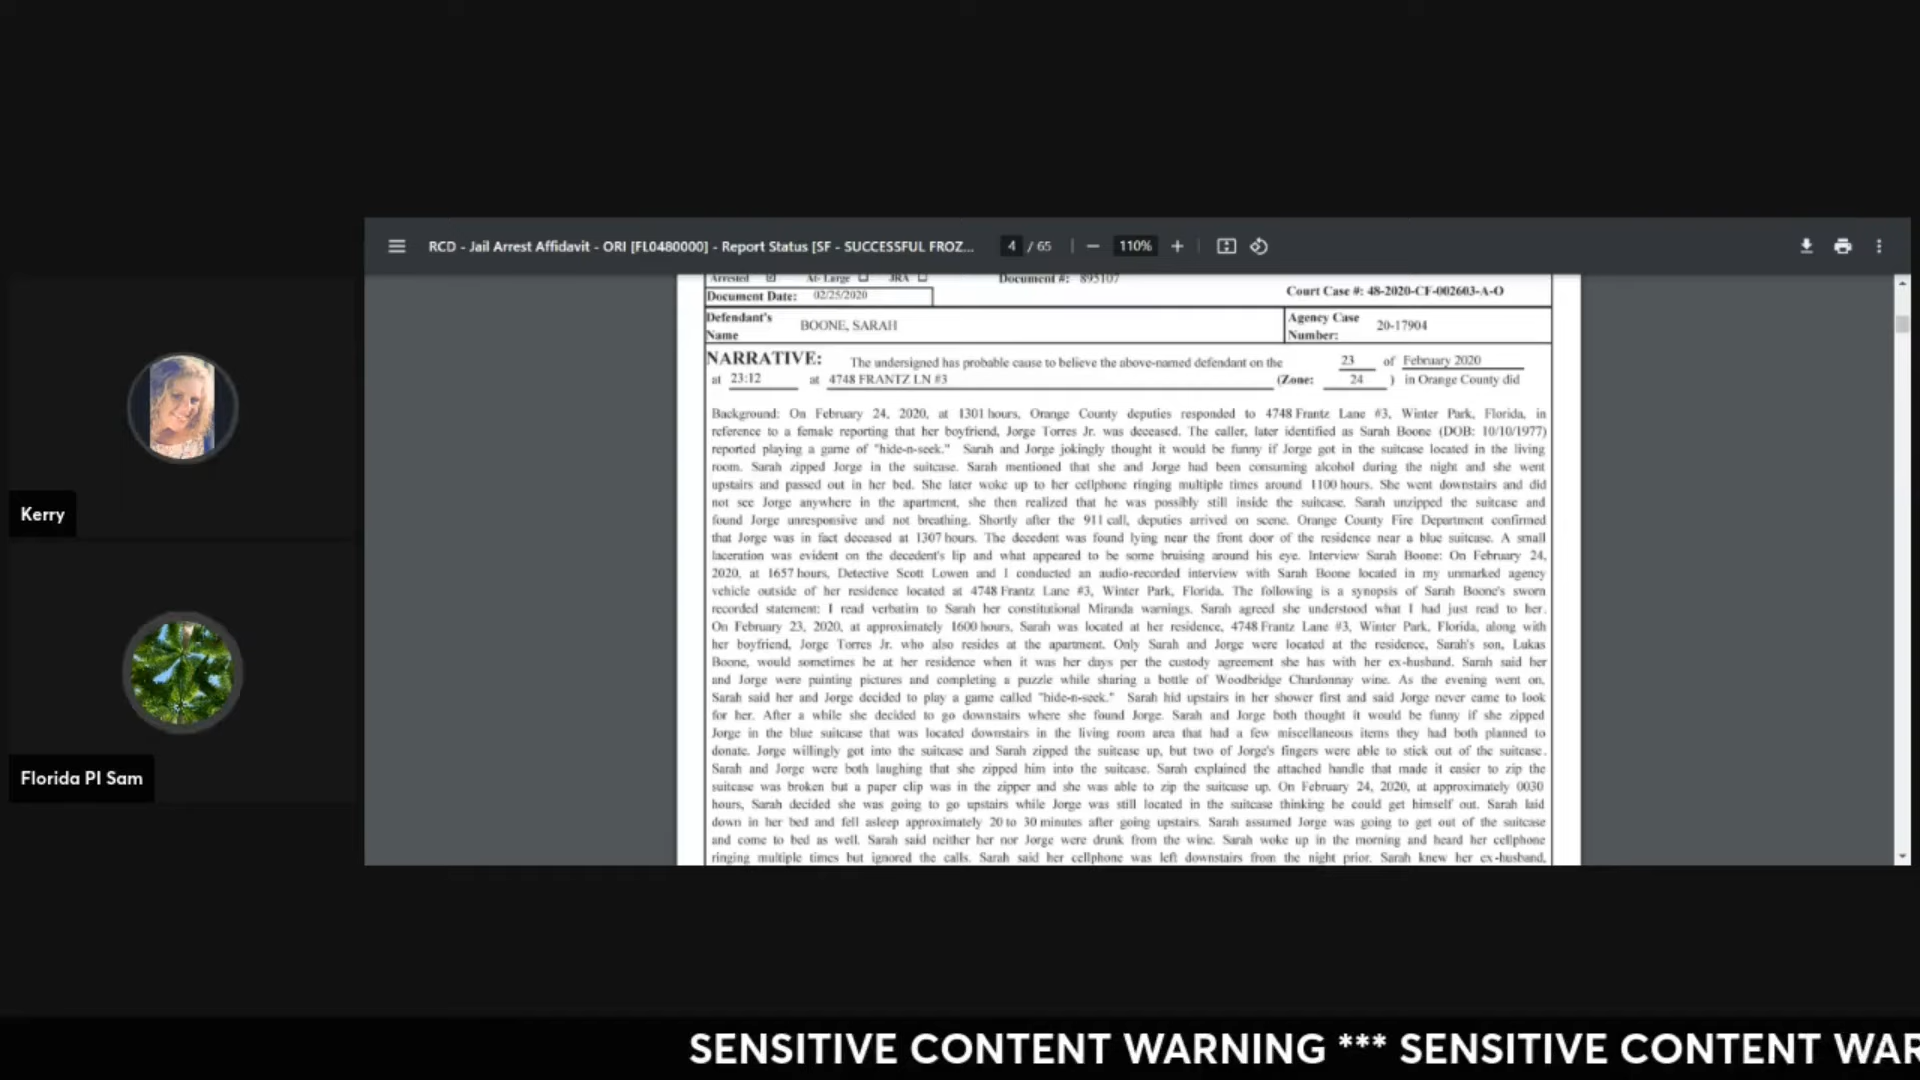 RCD - Jail Arrest Affidavit - ORI [FL0480000] - Report Status [SF - SUCCESSFUL FROZ... 4 / 65 110%
Arrested At- Large JRA Document #: 895107
Document Date: 02/25/2020 Court Case #: 48-2020-CF-002603-A-O
Defendant's
Name BOONE, SARAH
Agency Case
Number: 20-17904
NARRATIVE: The undersigned has probable cause to believe the above-named defendant on the 23 of February 2020
at 23:12 at 4748 FRANTZ LN #3 (Zone: 24 ) in Orange County did
Background: On February 24, 2020, at 1301 hours, Orange County deputies responded to 4748 Frantz Lane #3, Winter Park, Florida, in
reference to a female reporting that her boyfriend, Jorge Torres Jr. was deceased. The caller, later identified as Sarah Boone (DOB: 10/10/1977)
reported playing a game of "hide-n-seek." Sarah and Jorge jokingly thought it would be funny if Jorge got in the suitcase located in the living
room. Sarah zipped Jorge in the suitcase. Sarah mentioned that she and Jorge had been consuming alcohol during the night and she went
upstairs and passed out in her bed. She later woke up to her cellphone ringing multiple times around 1100 hours. She went downstairs and did
not see Jorge anywhere in the apartment, she then realized that he was possibly still inside the suitcase. Sarah unzipped the suitcase and
found Jorge unresponsive and not breathing. Shortly after the 911 call, deputies arrived on scene. Orange County Fire Department confirmed
that Jorge was in fact deceased at 1307 hours. The decedent was found lying near the front door of the residence near a blue suitcase. A small
laceration was evident on the decedent's lip and what appeared to be some bruising around his eye. Interview Sarah Boone: On February 24,
2020, at 1657 hours, Detective Scott Lowen and I conducted an audio-recorded interview with Sarah Boone located in my unmarked agency
vehicle outside of her residence located at 4748 Frantz Lane #3, Winter Park, Florida. The following is a synopsis of Sarah Boone's sworn
recorded statement: I read verbatim to Sarah her constitutional Miranda warnings. Sarah agreed she understood what I had just read to her.
On February 23, 2020, at approximately 1600 hours, Sarah was located at her residence, 4748 Frantz Lane #3, Winter Park, Florida, along with
her boyfriend, Jorge Torres Jr. who also resides at the apartment. Only Sarah and Jorge were located at the residence, Sarah's son, Lukas
Boone, would sometimes be at her residence when it was her days per the custody agreement she has with her ex-husband. Sarah said her
and Jorge were painting pictures and completing a puzzle while sharing a bottle of Woodbridge Chardonnay wine. As the evening went on,
Sarah said her and Jorge decided to play a game called "hide-n-seek." Sarah hid upstairs in her shower first and said Jorge never came to look
for her. After a while she decided to go downstairs where she found Jorge. Sarah and Jorge both thought it would be funny if she zipped
Jorge in the blue suitcase that was located downstairs in the living room area that had a few miscellaneous items they had both planned to
donate. Jorge willingly got into the suitcase and Sarah zipped the suitcase up, but two of Jorge's fingers were able to stick out of the suitcase.
Sarah and Jorge were both laughing that she zipped him into the suitcase. Sarah explained the attached handle that made it easier to zip the
suitcase was broken but a paper clip was in the zipper and she was able to zip the suitcase up. On February 24, 2020, at approximately 0030
hours, Sarah decided she was going to go upstairs while Jorge was still located in the suitcase thinking he could get himself out. Sarah laid
down in her bed and fell asleep approximately 20 to 30 minutes after going upstairs. Sarah assumed Jorge was going to get out of the suitcase
and come to bed as well. Sarah said neither her nor Jorge were drunk from the wine. Sarah woke up in the morning and heard her cellphone
ringing multiple times but ignored the calls. Sarah said her cellphone was left downstairs from the night prior. Sarah knew her ex-husband,
Kerry
Florida PI Sam
SENSITIVE CONTENT WARNING *** SENSITIVE CONTENT WAR